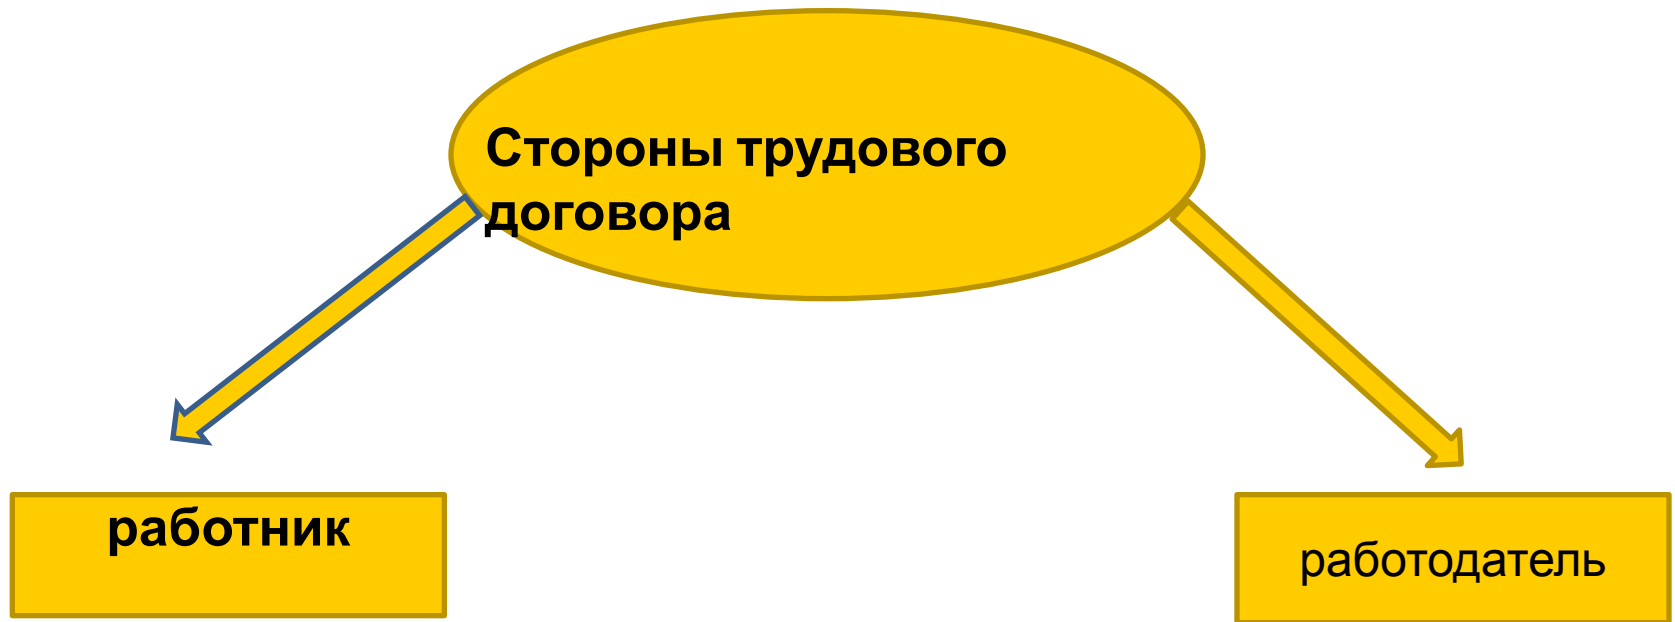 Стороны трудового
договора
работник
работодатель